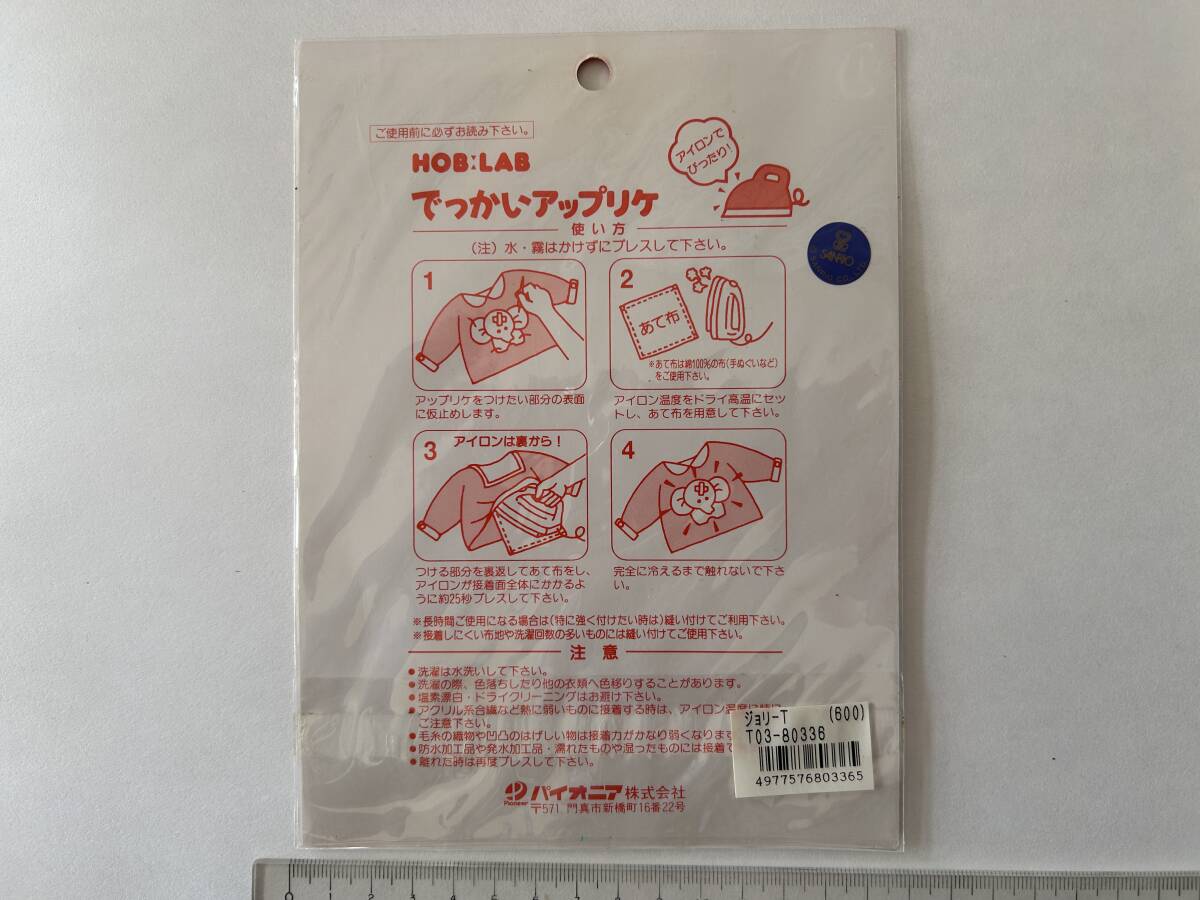 ご使用前に必ずお読み下さい。
HOB:LAB
アイロンで
ぴったり!
でっかいアップリケ
使い方
(注)水・霧はかけずにプレスして下さい。
SANRIO
1
アップリケをつけたい部分の表面
に仮止めします。
2
あて布
※あて布は綿100%の布(手ぬぐいなど)
をご使用下さい。
アイロン温度をドライ高温にセッ
トし、あて布を用意して下さい。
3
アイロンは裏から!
つける部分を裏返してあて布をし、
アイロンが接着面全体にかかるよ
うに約25秒プレスして下さい。
4
完全に冷えるまで触れないで下さ
い。
※長時間ご使用になる場合は(特に強く付けたい時は)縫い付けてご利用下さい。
※接着しにくい布地や洗濯回数の多いものには縫い付けてご使用下さい。
注意
●洗濯は水洗いして下さい。
●洗濯の際、色落ちしたり他の衣類へ色移りすることがあります。
●塩素漂白・ドライクリーニングはお避け下さい。
●アクリル系合繊など熱に弱いものに接着する時は、アイロン温度に特に
ご注意下さい。
●毛糸の織物や凹凸のはげしい物は接着力がかなり弱くなります
●防水加工品や発水加工品・濡れたものや湿ったものには接着で
●離れた時は再度プレスして下さい。
ジョリーT (600)
T03-80336
4977576803365
Pioneer
パイオニア株式会社
〒571 門真市新橋町16番22号
0 1 2 3 4 5 6 7 8